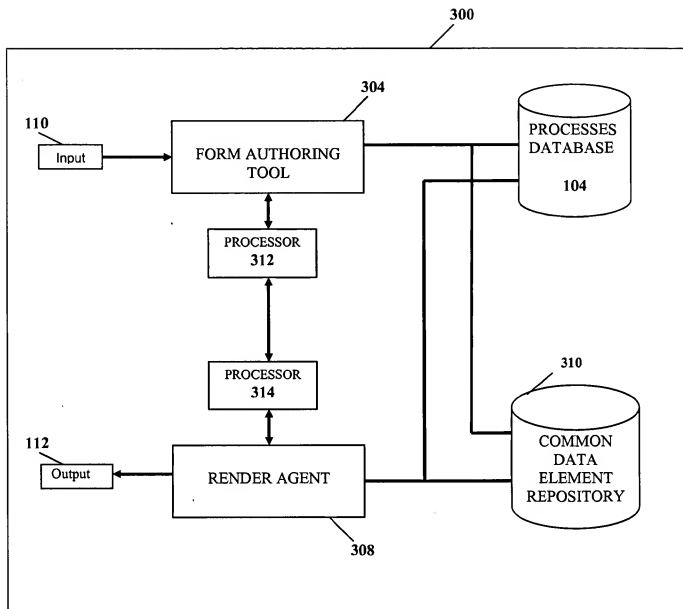 300
304
110
Input
FORM AUTHORING
TOOL
PROCESSES
DATABASE
104
PROCESSOR
312
PROCESSOR
314
310
112
Output
RENDER AGENT
COMMON
DATA
ELEMENT
REPOSITORY
308